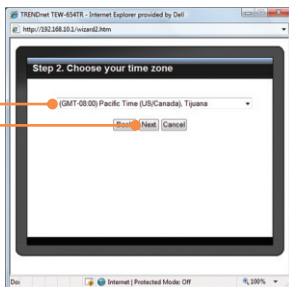 TRENDnet TEW-654TR - Internet Explorer provided by Dell
http://192.168.10.1/wizard2.htm
Step 2. Choose your time zone
(GMT-08:00) Pacific Time (US/Canada), Tijuana
Next Cancel
Internet | Protected Mode: Off 100%